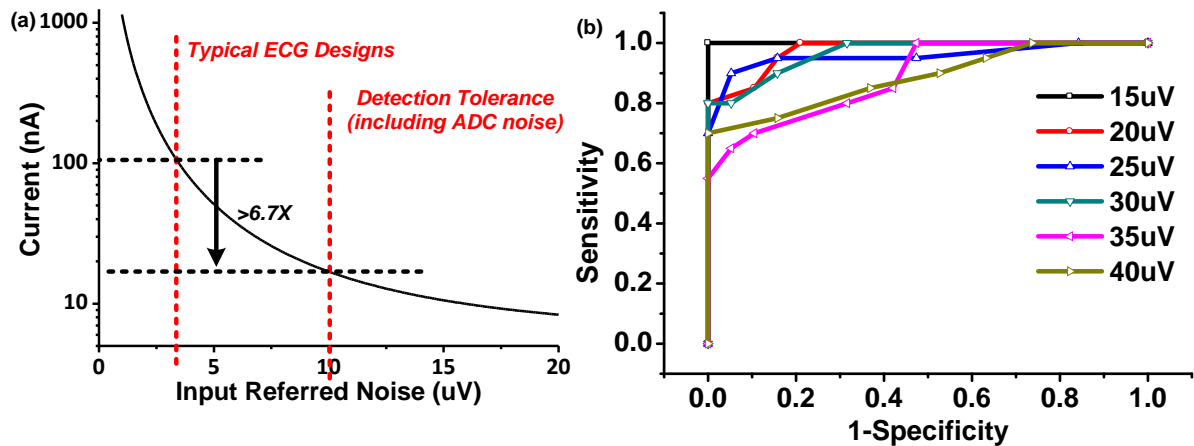 (a)
1000
100
10
Current (nA)
Typical ECG Designs
Detection Tolerance
(including ADC noise)
>6.7X
0
5
10
15
20
Input Referred Noise (uV)
(b)
1.0
0.8
0.6
0.4
0.2
0.0
Sensitivity
15uV
20uV
25uV
30uV
35uV
40uV
0.0
0.2
0.4
0.6
0.8
1.0
1-Specificity